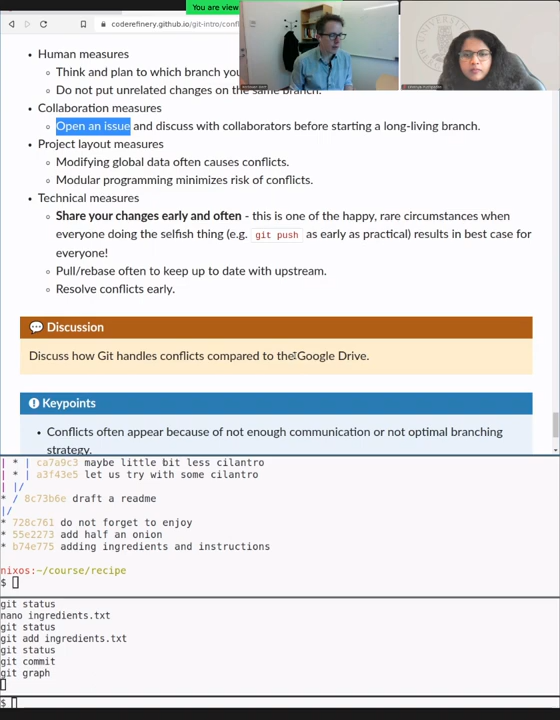 You are view
coderefinery.github.io/git-intro/confl
• Human measures
Think and plan to which branch you
Do not put unrelated changes on the same branch.
• Collaboration measures
Open an issue and discuss with collaborators before starting a long-living branch.
• Project layout measures
Modifying global data often causes conflicts.
Modular programming minimizes risk of conflicts.
• Technical measures
Share your changes early and often - this is one of the happy, rare circumstances when
everyone doing the selfish thing (e.g. git push as early as practical) results in best case for
everyone!
Pull/rebase often to keep up to date with upstream.
Resolve conflicts early.
Discussion
Discuss how Git handles conflicts compared to the Google Drive.
Keypoints
• Conflicts often appear because of not enough communication or not optimal branching
strategy.
| * | ca7a9c3 maybe little bit less cilantro
| * | a3f43e5 let us try with some cilantro
| |/
* / 8c73b6e draft a readme
|/
* 728c761 do not forget to enjoy
* 55e2273 add half an onion
* b74e775 adding ingredients and instructions
nixos:~/course/recipe
$
git status
nano ingredients.txt
git status
git add ingredients.txt
git status
git commit
git graph
$